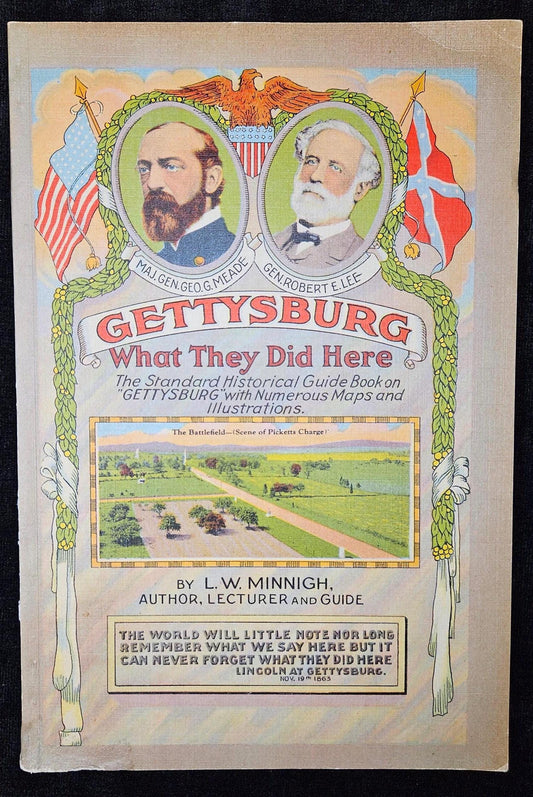 MAJ. GEN. GEO. G. MEADE
GEN. ROBERT E. LEE
GETTYSBURG
What They Did Here
The Standard Historical Guide Book on
"GETTYSBURG" with Numerous Maps and
Illustrations.
The Battlefield—(Scene of Picketts Charge)
BY L.W. MINNIGH,
AUTHOR, LECTURER AND GUIDE
THE WORLD WILL LITTLE NOTE NOR LONG
REMEMBER WHAT WE SAY HERE BUT IT
CAN NEVER FORGET WHAT THEY DID HERE
LINCOLN AT GETTYSBURG.
NOV. 19TH 1863